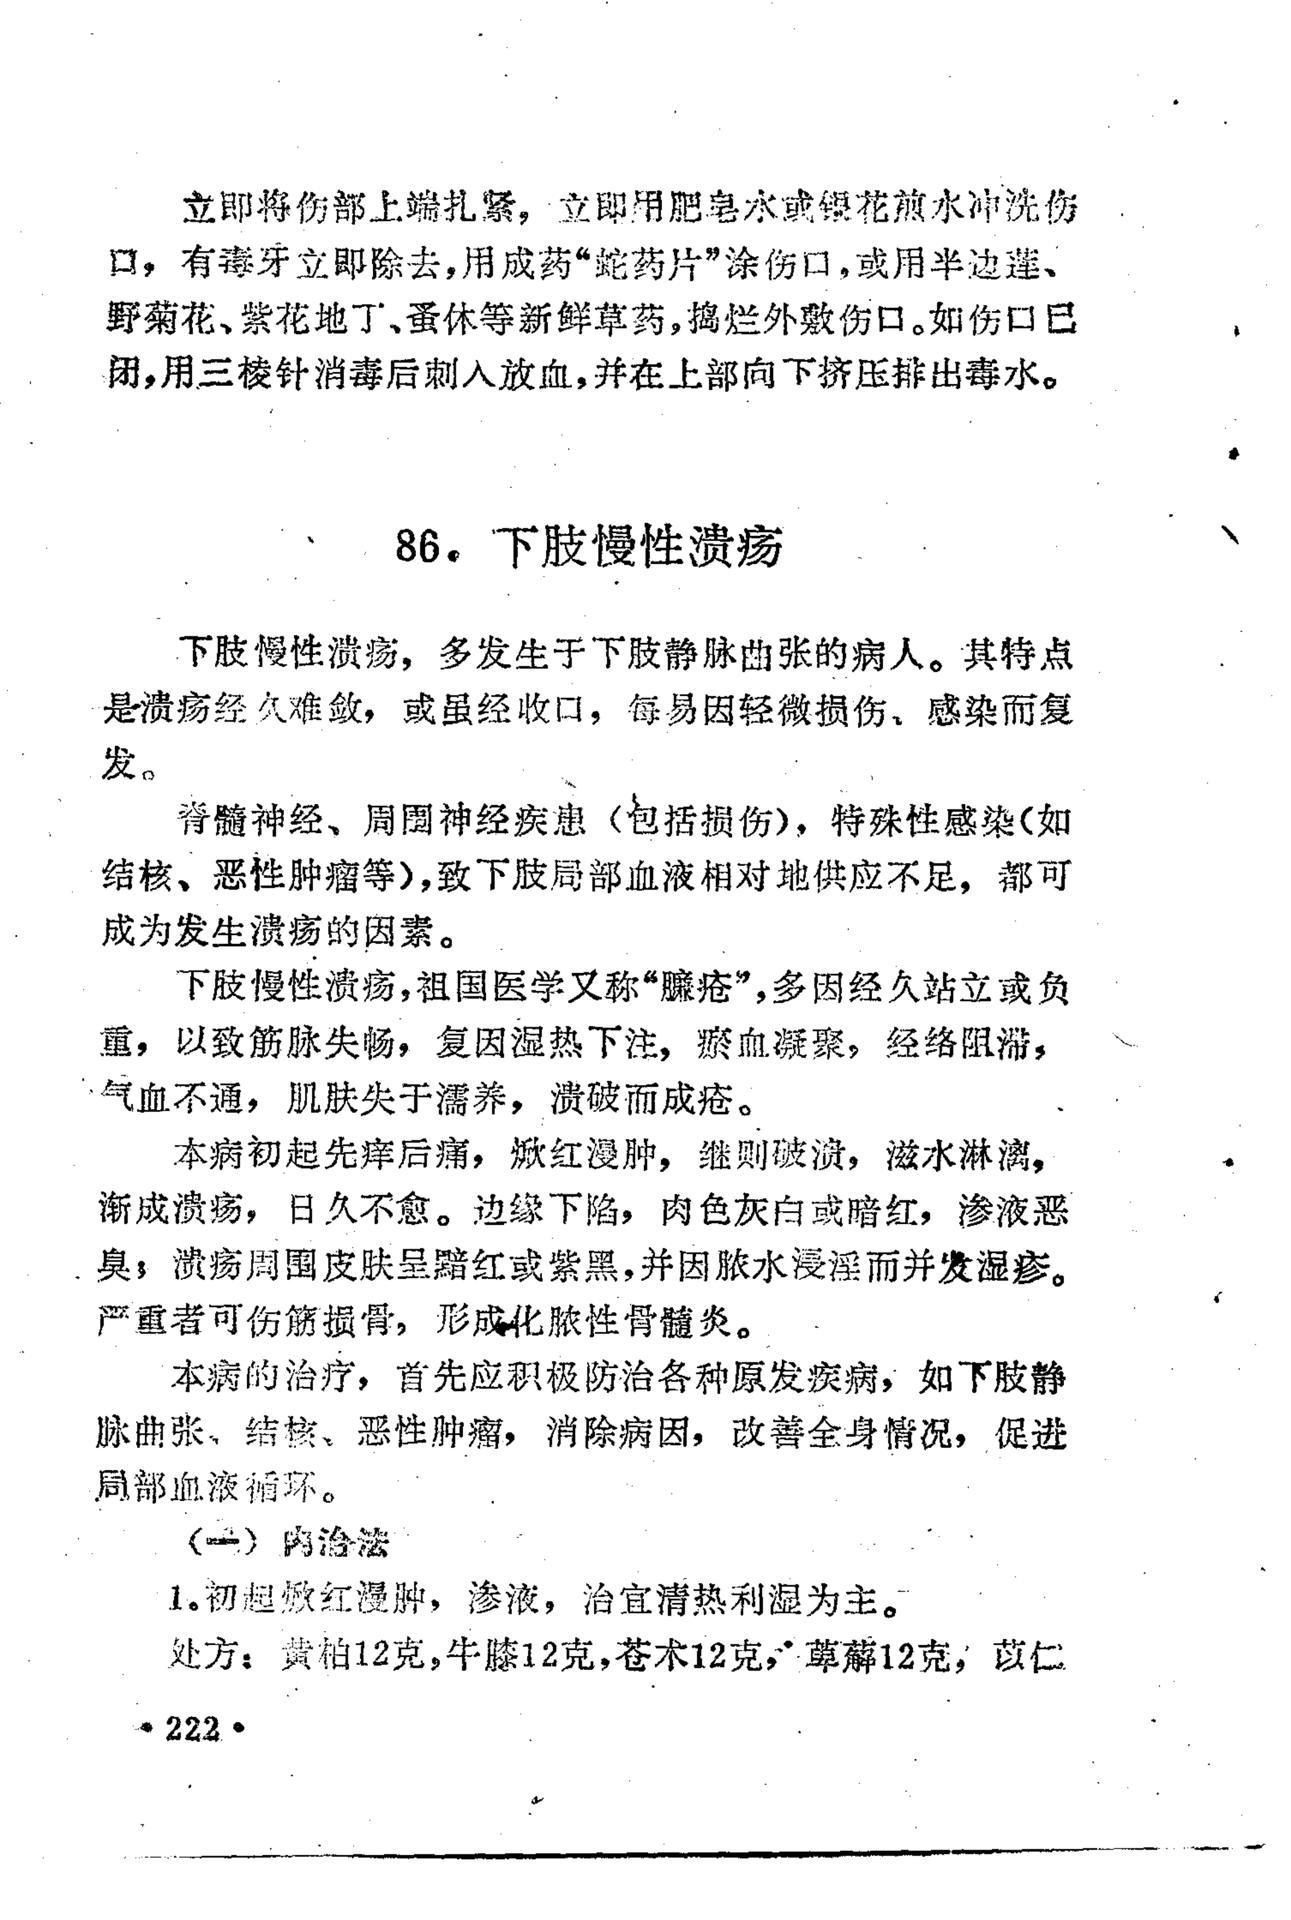 立即将伤部上端扎紧，立即用肥皂水或银花煎水冲洗伤
口，有毒牙立即除去，用成药“蛇药片”涂伤口，或用半边莲、
野菊花、紫花地丁、蚤休等新鲜草药，捣烂外敷伤口。如伤口已
闭，用三棱针消毒后刺入放血，并在上部向下挤压排出毒水。
86。下肢慢性溃疡
下肢慢性溃疡，多发生于下肢静脉曲张的病人。其特点
是溃疡经久难敛，或虽经收口，每易因轻微损伤、感染而复
发。
脊髓神经、周围神经疾患（包括损伤），特殊性感染（如
结核、恶性肿瘤等），致下肢局部血液相对地供应不足，都可
成为发生溃疡的因素。
下肢慢性溃疡，祖国医学又称“臁疮”，多因经久站立或负
重，以致筋脉失畅，复因湿热下注，瘀血凝聚，经络阻滞，
气血不通，肌肤失于濡养，溃破而成疮。
本病初起先痒后痛，焮红漫肿，继则破溃，滋水淋漓，
渐成溃疡，日久不愈。边缘下陷，肉色灰白或暗红，渗液恶
臭；溃疡周围皮肤呈黯红或紫黑，并因脓水浸淫而并发湿疹。
严重者可伤筋损骨，形成化脓性骨髓炎。
本病的治疗，首先应积极防治各种原发疾病，如下肢静
脉曲张、结核、恶性肿瘤，消除病因，改善全身情况，促进
局部血液循环。
（一）内治法
1。初起焮红漫肿，渗液，治宜清热利湿为主。
处方：黄柏12克，牛膝12克，苍术12克，萆薢12克，苡仁
•222•